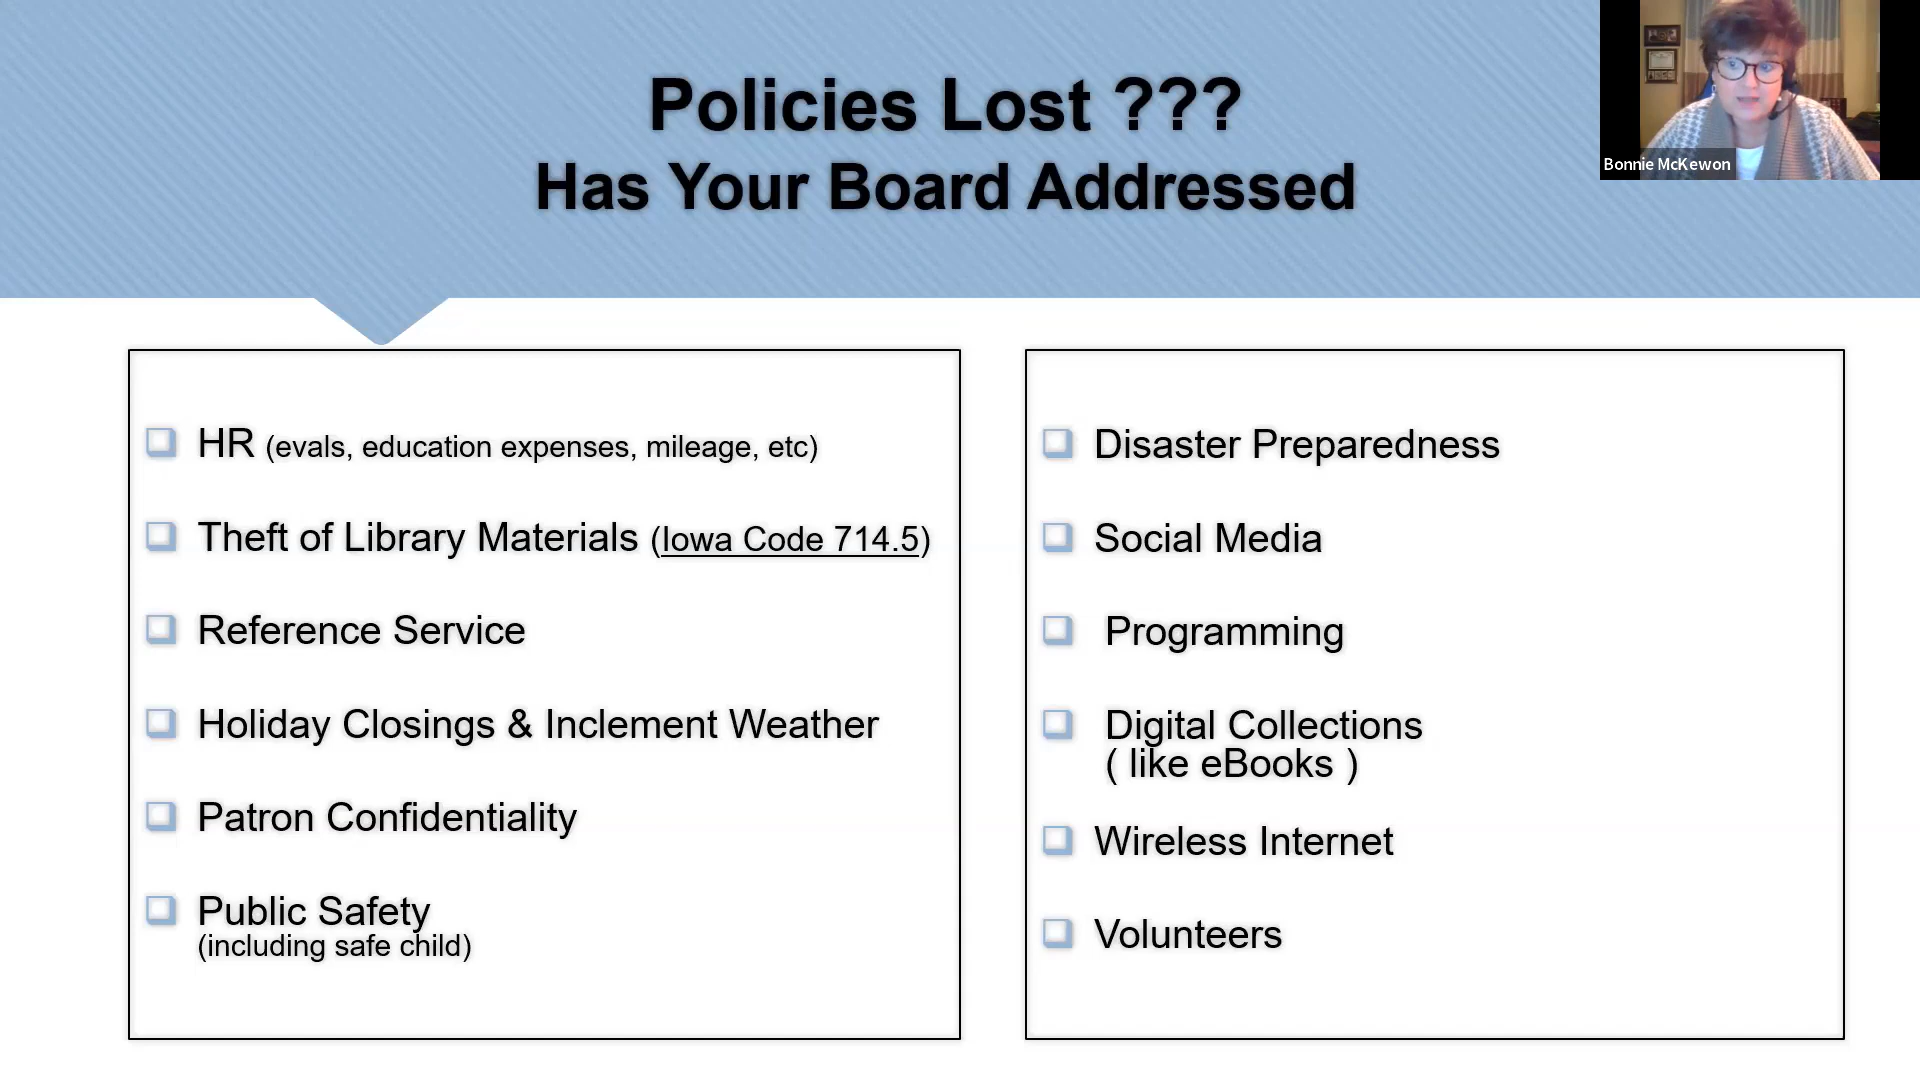 Policies Lost ???
Has Your Board Addressed
Bonnie McKewon
HR (evals, education expenses, mileage, etc)
Theft of Library Materials (Iowa Code 714.5)
Reference Service
Holiday Closings & Inclement Weather
Patron Confidentiality
Public Safety
(including safe child)
Disaster Preparedness
Social Media
Programming
Digital Collections
( like eBooks )
Wireless Internet
Volunteers